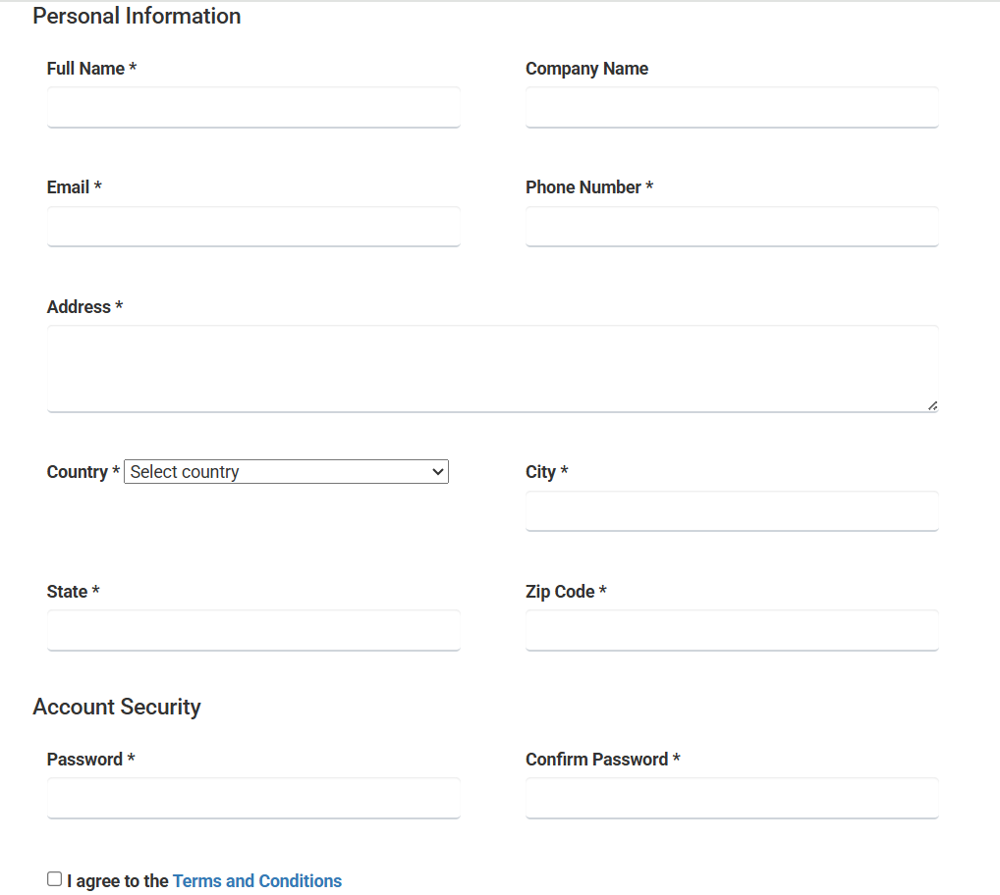 Personal Information
Full Name *
Company Name
Email *
Phone Number *
Address *
Country * Select country
City *
State *
Zip Code *
Account Security
Password *
Confirm Password *
I agree to the Terms and Conditions